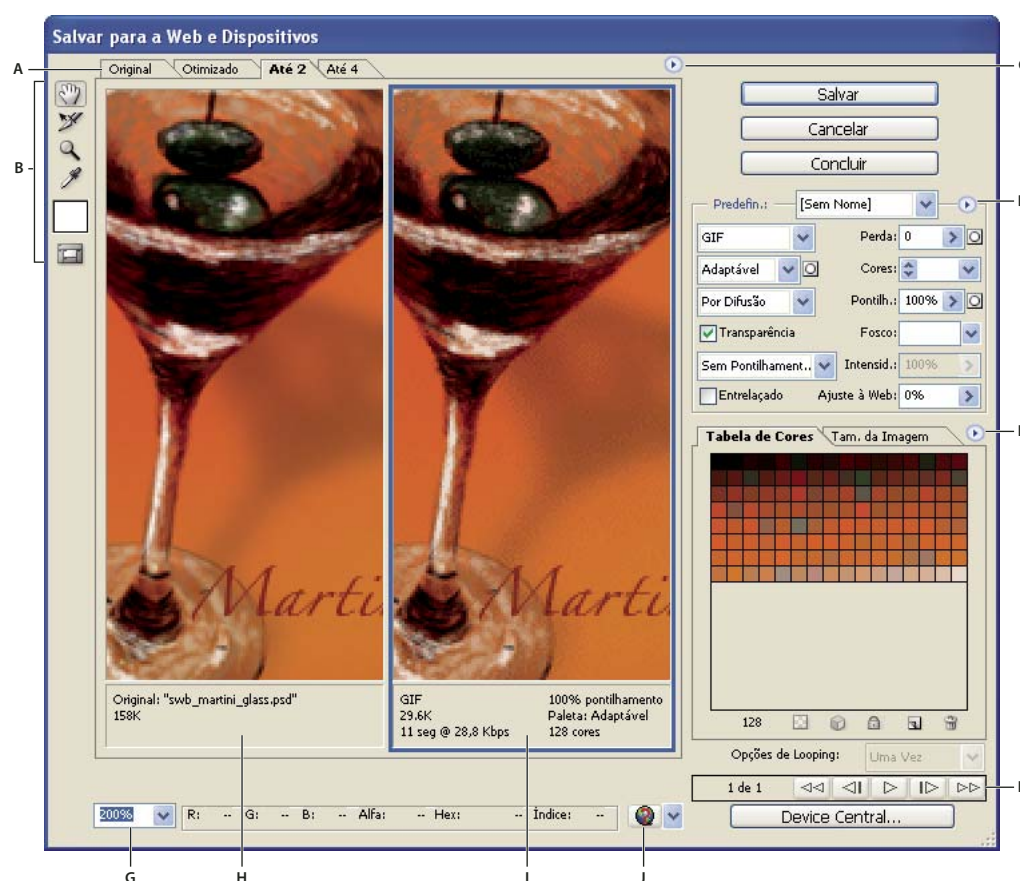 Salvar para a Web e Dispositivos
A
Original Otimizado Até 2 Até 4
B
Salvar
Cancelar
Concluir
Predefin.: [Sem Nome]
GIF Perda: 0
Adaptável Cores:
Por Difusão Pontilh.: 100%
Transparência Fosco:
Sem Pontilhament.. Intensid.: 100%
Entrelaçado Ajuste à Web: 0%
Tabela de Cores Tam. da Imagem
Marti
Marti
Original: "swb_martini_glass.psd"
158K
GIF 100% pontilhamento
29.6K Paleta: Adaptável
11 seg @ 28,8 Kbps 128 cores
128
Opções de Looping: Uma Vez
1 de 1
200% R: -- G: -- B: -- Alfa: -- Hex: -- Índice: --
Device Central...
G H I J